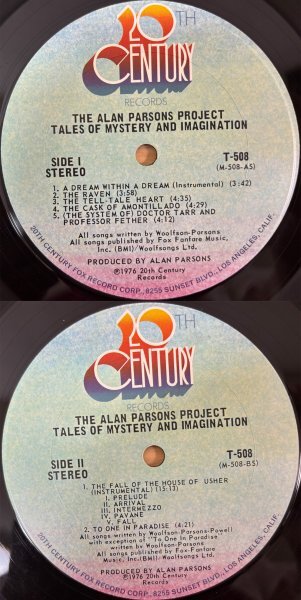 20TH
CENTURY
RECORDS
THE ALAN PARSONS PROJECT
TALES OF MYSTERY AND IMAGINATION
SIDE I
STEREO
T-508
(M-508-AS)
1. A DREAM WITHIN A DREAM (Instrumental) (3:42)
2. THE RAVEN (3:58)
3. THE TELL-TALE HEART (4:35)
4. THE CASK OF AMONTILLADO (4:29)
5. (THE SYSTEM OF) DOCTOR TARR AND
PROFESSOR FETHER (4:12)
All songs written by Woolfson-Parsons
All songs published by Fox Fanfare Music,
Inc. (BMI)/Woolfsongs Ltd.
PRODUCED BY ALAN PARSONS
℗1976 20th Century
Records
20TH CENTURY FOX RECORD CORP., 8255 SUNSET BLVD., LOS ANGELES, CALIF.
20TH
CENTURY
RECORDS
THE ALAN PARSONS PROJECT
TALES OF MYSTERY AND IMAGINATION
SIDE II
STEREO
T-508
(M-508-BS)
1. THE FALL OF THE HOUSE OF USHER
(INSTRUMENTAL) (15:13)
I. PRELUDE
II. ARRIVAL
III. INTERMEZZO
IV. PAVANE
V. FALL
2. TO ONE IN PARADISE (4:21)
All songs written by Woolfson-Parsons-Powell
with exception of "To One In Paradise"
written by Woolfson-Parsons
All songs published by Fox-Fanfare
Music, Inc. (BMI)/Woolfsongs Ltd.
PRODUCED BY ALAN PARSONS
℗1976 20th Century
Records
20TH CENTURY FOX RECORD CORP., 8255 SUNSET BLVD., LOS ANGELES, CALIF.